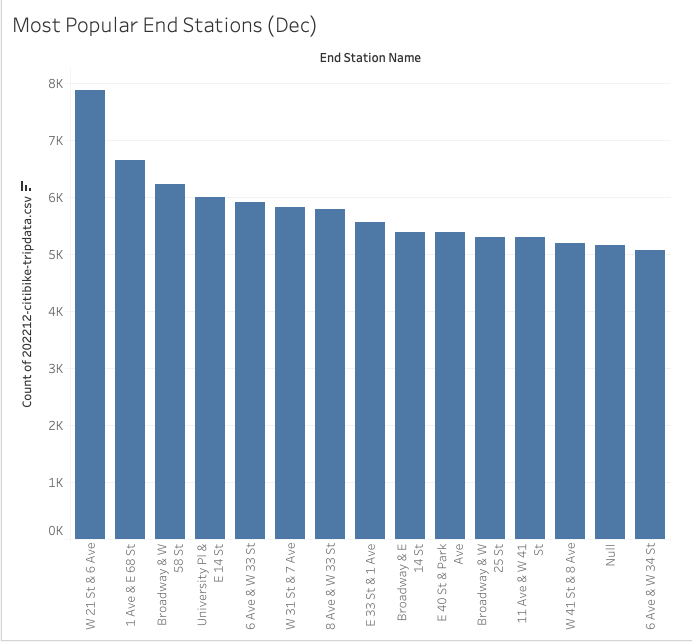 Most Popular End Stations (Dec)
End Station Name
Count of 202212-citibike-tripdata.csv
8K
7K
6K
5K
4K
3K
2K
1K
0K
W 21 St & 6 Ave
1 Ave & E 68 St
Broadway & W
58 St
University Pl &
E 14 St
6 Ave & W 33 St
W 31 St & 7 Ave
8 Ave & W 33 St
E 33 St & 1 Ave
Broadway & E
14 St
E 40 St & Park
Ave
Broadway & W
25 St
11 Ave & W 41
St
W 41 St & 8 Ave
Null
6 Ave & W 34 St